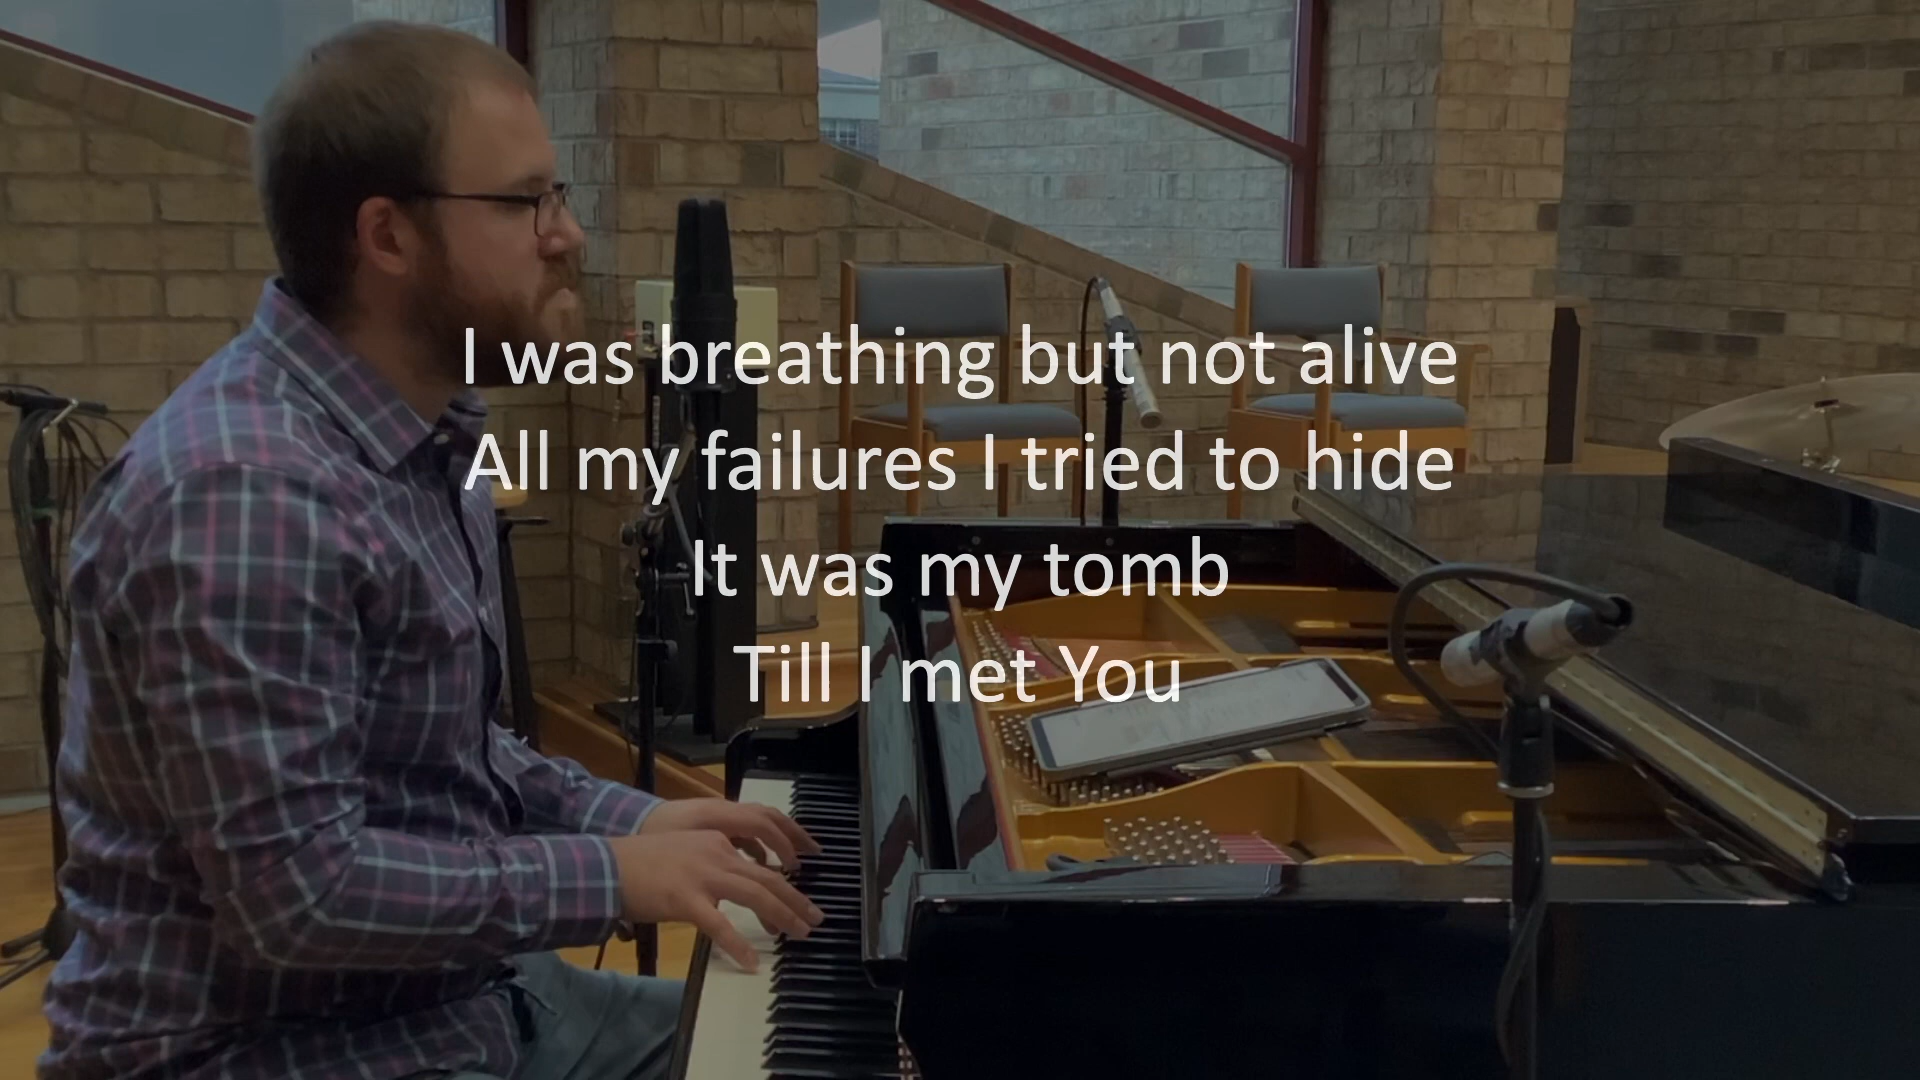 I was breathing but not alive
All my failures I tried to hide
It was my tomb
Till I met You